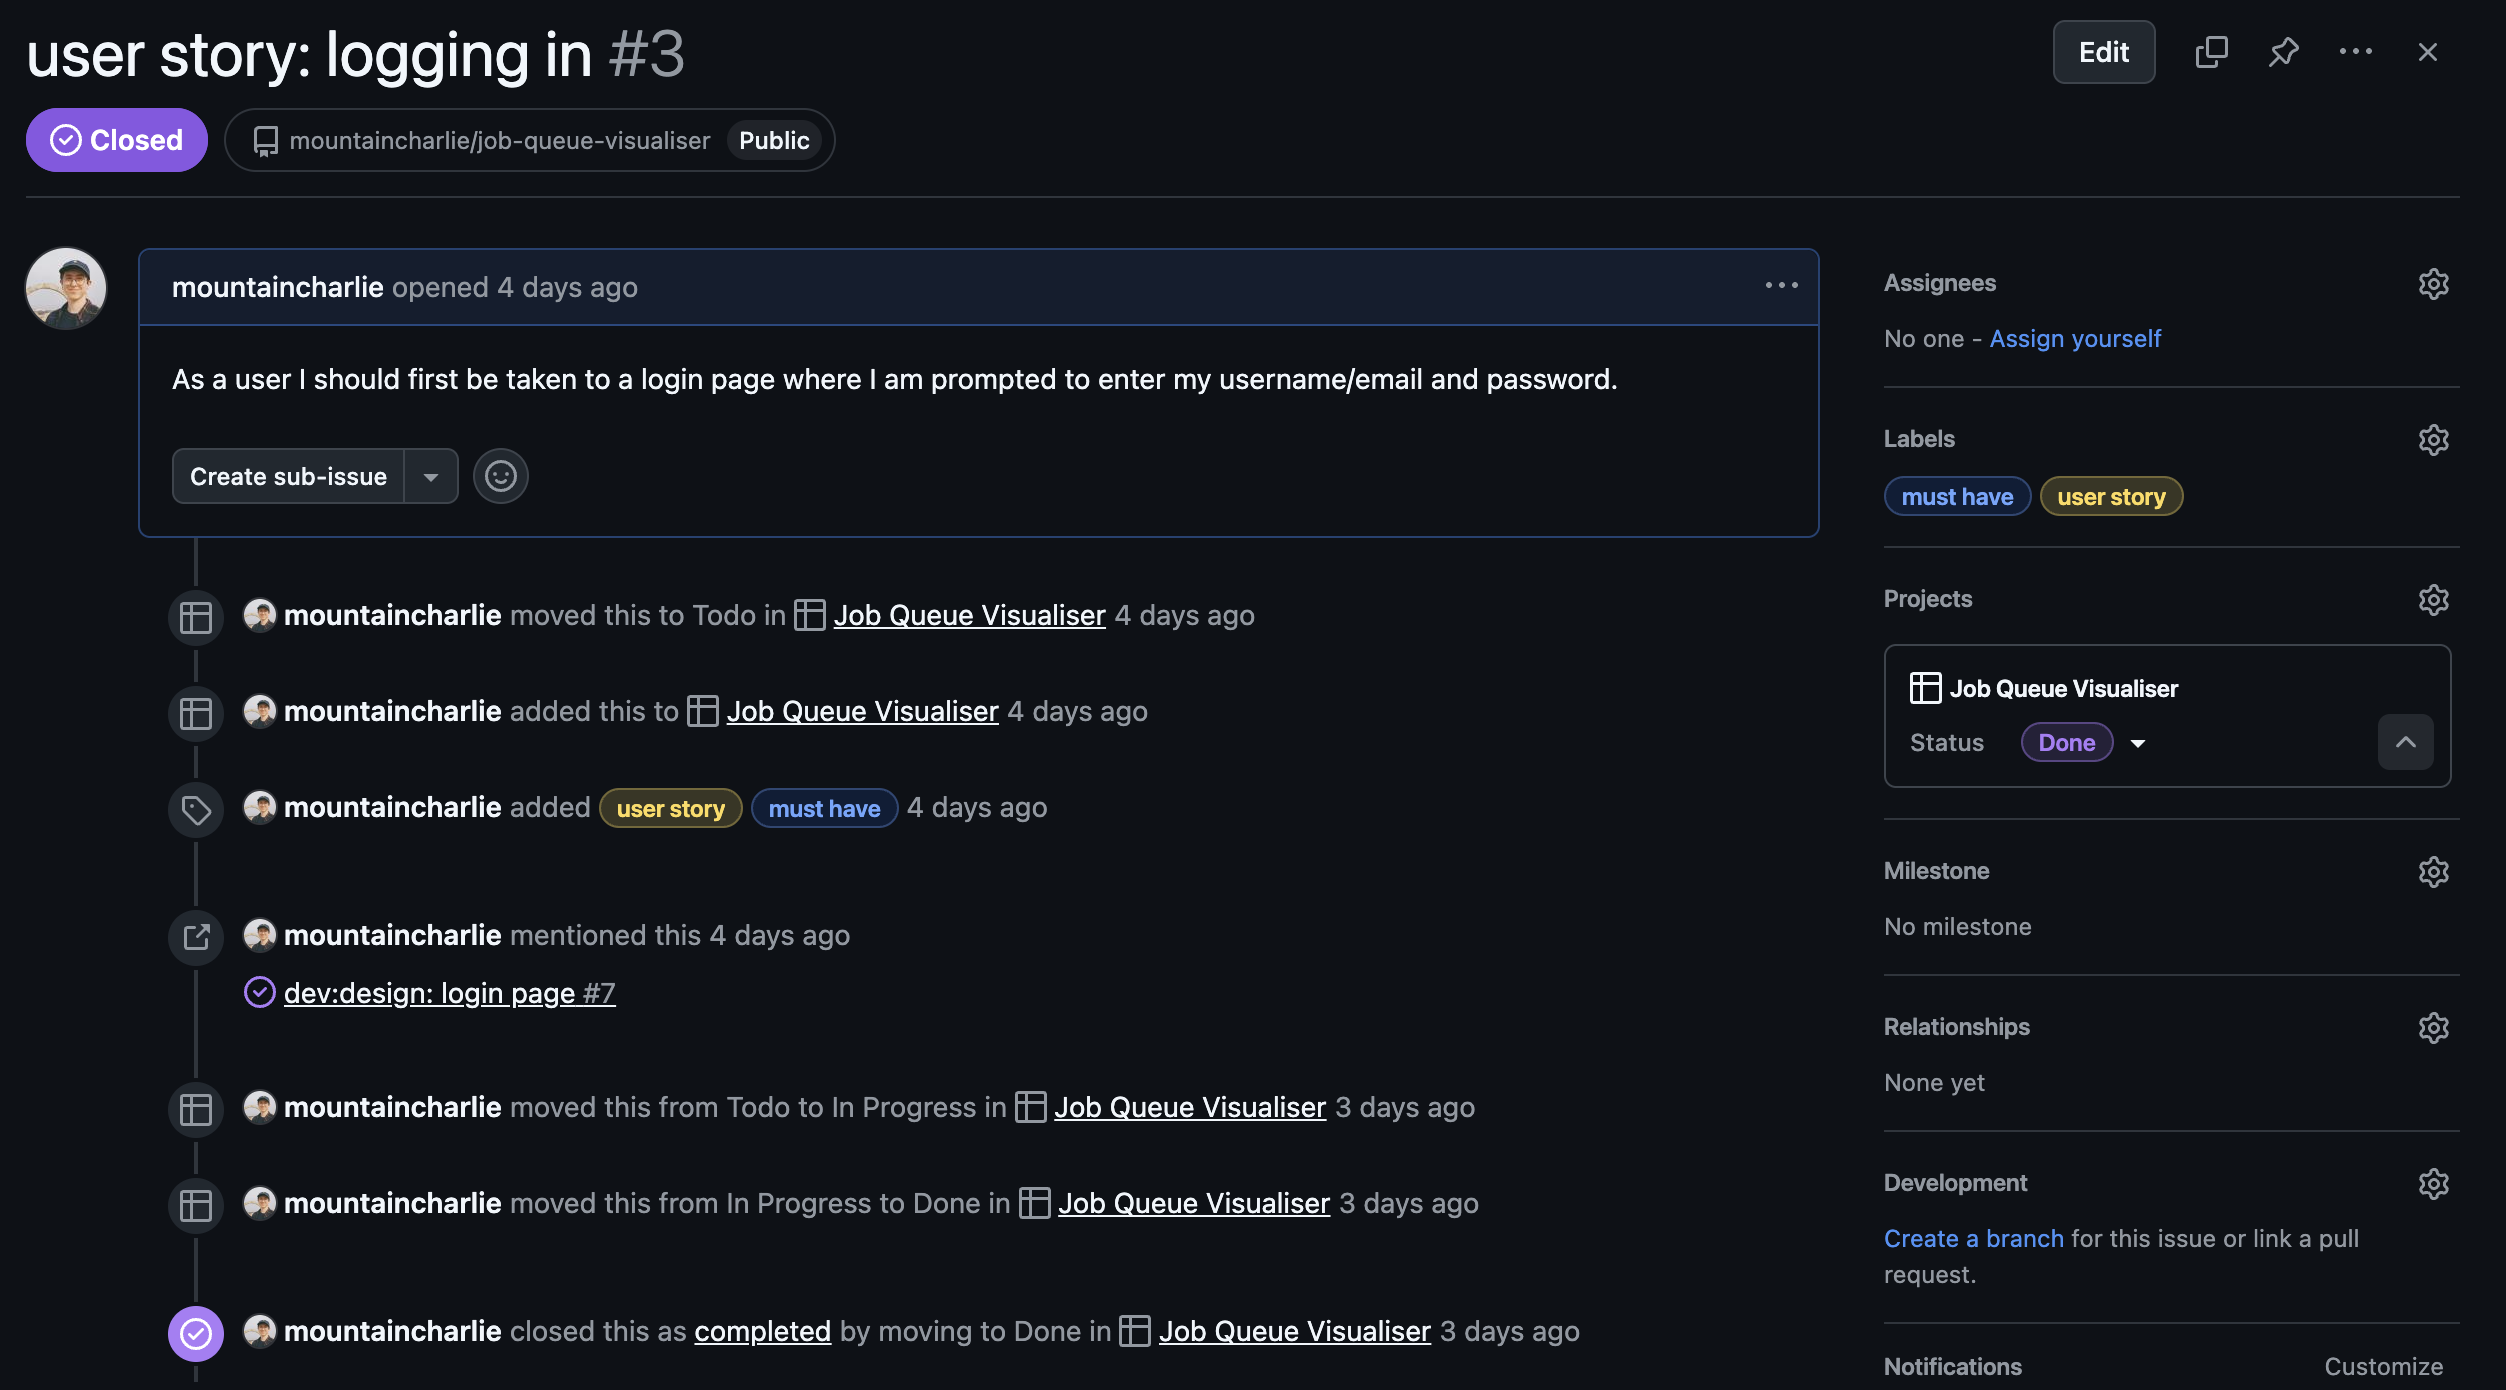 user story: logging in #3
Edit
Closed
mountaincharlie/job-queue-visualiser Public
mountaincharlie opened 4 days ago
As a user I should first be taken to a login page where I am prompted to enter my username/email and password.
Create sub-issue
mountaincharlie moved this to Todo in Job Queue Visualiser 4 days ago
mountaincharlie added this to Job Queue Visualiser 4 days ago
mountaincharlie added user story must have 4 days ago
mountaincharlie mentioned this 4 days ago
dev:design: login page #7
mountaincharlie moved this from Todo to In Progress in Job Queue Visualiser 3 days ago
mountaincharlie moved this from In Progress to Done in Job Queue Visualiser 3 days ago
mountaincharlie closed this as completed by moving to Done in Job Queue Visualiser 3 days ago
Assignees
No one - Assign yourself
Labels
must have user story
Projects
Job Queue Visualiser
Status Done
Milestone
No milestone
Relationships
None yet
Development
Create a branch for this issue or link a pull
request.
Notifications Customize